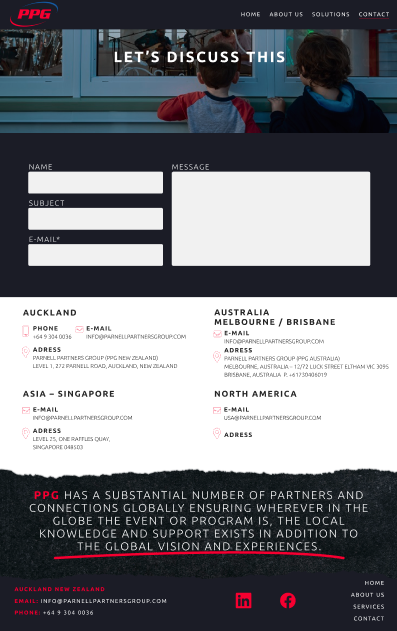 PPG
HOME ABOUT US SOLUTIONS CONTACT
LET'S DISCUSS THIS
NAME
MESSAGE
SUBJECT
E-MAIL*
AUCKLAND
PHONE
+64 9 304 0036
E-MAIL
INFO@PARNELLPARTNERSGROUP.COM
ADRESS
PARNELL PARTNERS GROUP (PPG NEW ZEALAND)
LEVEL 1, 272 PARNELL ROAD, AUCKLAND, NEW ZEALAND
AUSTRALIA
MELBOURNE / BRISBANE
E-MAIL
INFO@PARNELLPARTNERSGROUP.COM
ADRESS
PARNELL PARTNERS GROUP (PPG AUSTRALIA)
MELBOURNE, AUSTRALIA – 12/72 LUCK STREET ELTHAM VIC 3095
BRISBANE, AUSTRALIA P. +61730406019
ASIA – SINGAPORE
E-MAIL
INFO@PARNELLPARTNERSGROUP.COM
ADRESS
LEVEL 25, ONE RAFFLES QUAY,
SINGAPORE 048503
NORTH AMERICA
E-MAIL
USA@PARNELLPARTNERSGROUP.COM
ADRESS
PPG HAS A SUBSTANTIAL NUMBER OF PARTNERS AND
CONNECTIONS GLOBALLY ENSURING WHEREVER IN THE
GLOBE THE EVENT OR PROGRAM IS, THE LOCAL
KNOWLEDGE AND SUPPORT EXISTS IN ADDITION TO
THE GLOBAL VISION AND EXPERIENCES.
AUCKLAND NEW ZEALAND
EMAIL: INFO@PARNELLPARTNERSGROUP.COM
PHONE: +64 9 304 0036
HOME
ABOUT US
SERVICES
CONTACT